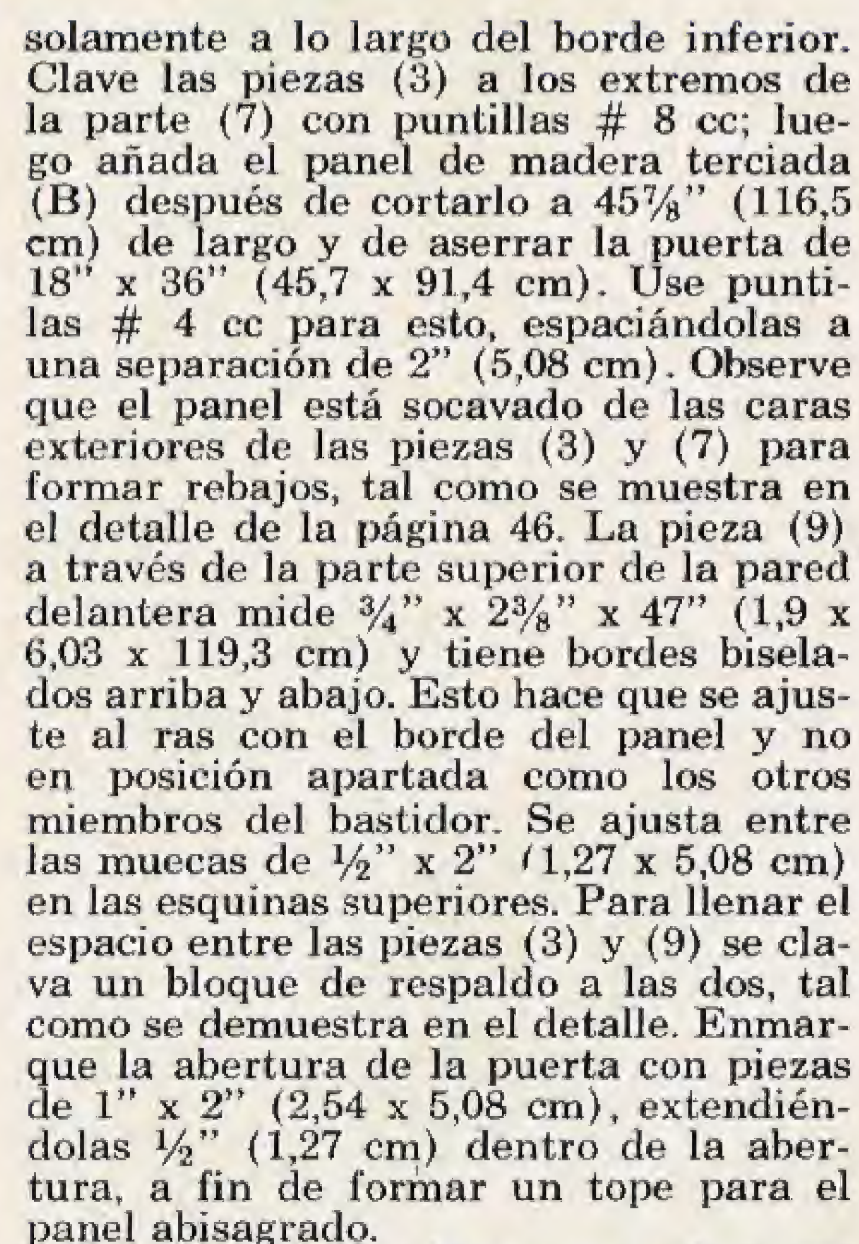 solamente a lo largo del borde inferior.
Clave las piezas (3) a los extremos de
la parte (7) con puntillas # 8 cc; lue-
go añada el panel de madera terciada
(B) después de cortarlo a 45⅞” (116,5
cm) de largo y de aserrar la puerta de
18” x 36” (45,7 x 91,4 cm). Use punti-
las # 4 cc para esto, espaciándolas a
una separación de 2” (5,08 cm). Observe
que el panel está socavado de las caras
exteriores de las piezas (3) y (7) para
formar rebajos, tal como se muestra en
el detalle de la página 46. La pieza (9)
a través de la parte superior de la pared
delantera mide ¾” x 2⅜” x 47” (1,9 x
6,03 x 119,3 cm) y tiene bordes bisela-
dos arriba y abajo. Esto hace que se ajus-
te al ras con el borde del panel y no
en posición apartada como los otros
miembros del bastidor. Se ajusta entre
las muecas de ½” x 2” (1,27 x 5,08 cm)
en las esquinas superiores. Para llenar el
espacio entre las piezas (3) y (9) se cla-
va un bloque de respaldo a las dos, tal
como se demuestra en el detalle. Enmar-
que la abertura de la puerta con piezas
de 1” x 2” (2,54 x 5,08 cm), extendién-
dolas ½” (1,27 cm) dentro de la aber-
tura, a fin de formar un tope para el
panel abisagrado.